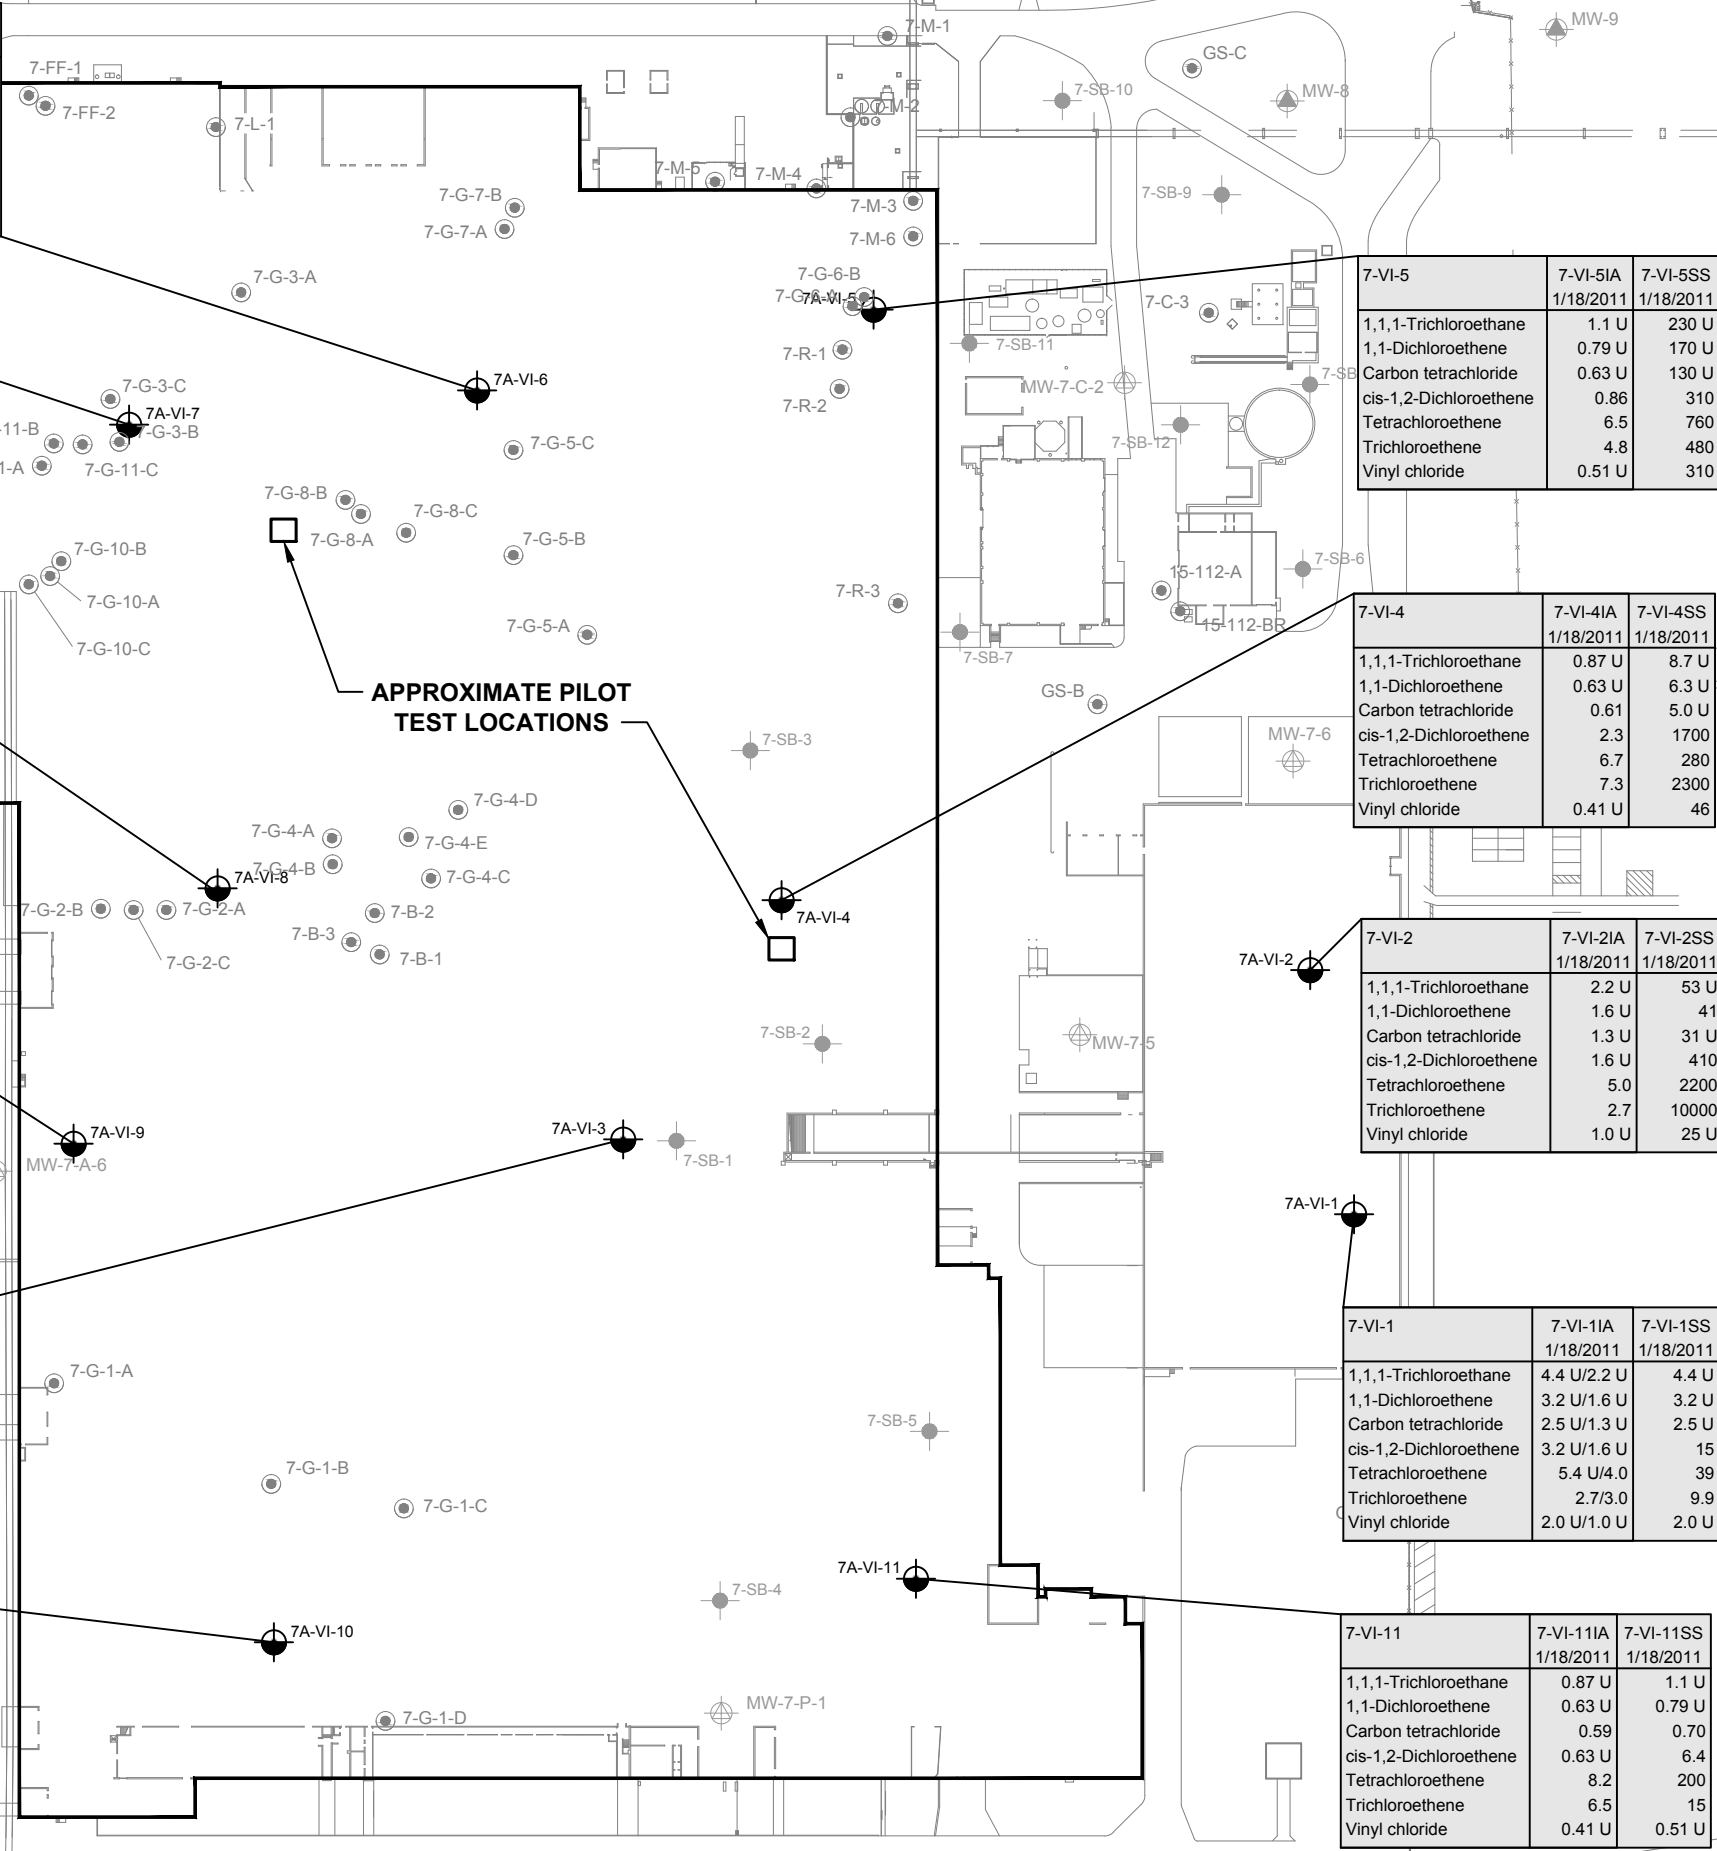 7-M-1
MW-9
7-FF-1
GS-C
7-SB-10
MW-8
7-FF-2
7-M-2
7-L-1
7-M-5
7-M-4
7-SB-9
7-G-7-B
7-M-3
7-G-7-A
7-M-6
7-G-3-A
7-G-6-B
7-G-6-A
7A-VI-5
7-C-3
7-VI-5 7-VI-5IA 7-VI-5SS
1/18/2011 1/18/2011
1,1,1-Trichloroethane 1.1 U 230 U
1,1-Dichloroethene 0.79 U 170 U
Carbon tetrachloride 0.63 U 130 U
cis-1,2-Dichloroethene 0.86 310
Tetrachloroethene 6.5 760
Trichloroethene 4.8 480
Vinyl chloride 0.51 U 310
7-R-1
7-SB-11
7A-VI-6
7-G-3-C
MW-7-C-2
7-SB
7-R-2
7A-VI-7
11-B
7-G-3-B
7-G-5-C
7-SB-12
1-A
7-G-11-C
7-G-8-B
7-G-8-C
7-G-8-A
7-G-5-B
7-G-10-B
7-SB-6
15-112-A
7-R-3
7-G-10-A
15-112-BR
7-G-5-A
7-G-10-C
7-SB-7
7-VI-4 7-VI-4IA 7-VI-4SS
1/18/2011 1/18/2011
1,1,1-Trichloroethane 0.87 U 8.7 U
1,1-Dichloroethene 0.63 U 6.3 U
Carbon tetrachloride 0.61 5.0 U
cis-1,2-Dichloroethene 2.3 1700
Tetrachloroethene 6.7 280
Trichloroethene 7.3 2300
Vinyl chloride 0.41 U 46
APPROXIMATE PILOT
TEST LOCATIONS
GS-B
7-SB-3
MW-7-6
7-G-4-D
7-G-4-A
7-G-4-E
7-G-4-B
7A-VI-8
7-G-4-C
7-G-2-B
7-G-2-A
7-B-2
7A-VI-4
7-B-3
7-B-1
7-G-2-C
7A-VI-2
7-VI-2 7-VI-2IA 7-VI-2SS
1/18/2011 1/18/2011
1,1,1-Trichloroethane 2.2 U 53 U
1,1-Dichloroethene 1.6 U 41
Carbon tetrachloride 1.3 U 31 U
cis-1,2-Dichloroethene 1.6 U 410
Tetrachloroethene 5.0 2200
Trichloroethene 2.7 10000
Vinyl chloride 1.0 U 25 U
7-SB-2
MW-7-5
7A-VI-9
7A-VI-3
7-SB-1
MW-7-A-6
7A-VI-1
7-VI-1 7-VI-1IA 7-VI-1SS
1/18/2011 1/18/2011
1,1,1-Trichloroethane 4.4 U/2.2 U 4.4 U
1,1-Dichloroethene 3.2 U/1.6 U 3.2 U
Carbon tetrachloride 2.5 U/1.3 U 2.5 U
cis-1,2-Dichloroethene 3.2 U/1.6 U 15
Tetrachloroethene 5.4 U/4.0 39
Trichloroethene 2.7/3.0 9.9
Vinyl chloride 2.0 U/1.0 U 2.0 U
7-G-1-A
7-SB-5
7-G-1-B
7-G-1-C
7A-VI-11
7-SB-4
7A-VI-10
7-VI-11 7-VI-11IA 7-VI-11SS
1/18/2011 1/18/2011
1,1,1-Trichloroethane 0.87 U 1.1 U
1,1-Dichloroethene 0.63 U 0.79 U
Carbon tetrachloride 0.59 0.70
cis-1,2-Dichloroethene 0.63 U 6.4
Tetrachloroethene 8.2 200
Trichloroethene 6.5 15
Vinyl chloride 0.41 U 0.51 U
MW-7-P-1
7-G-1-D